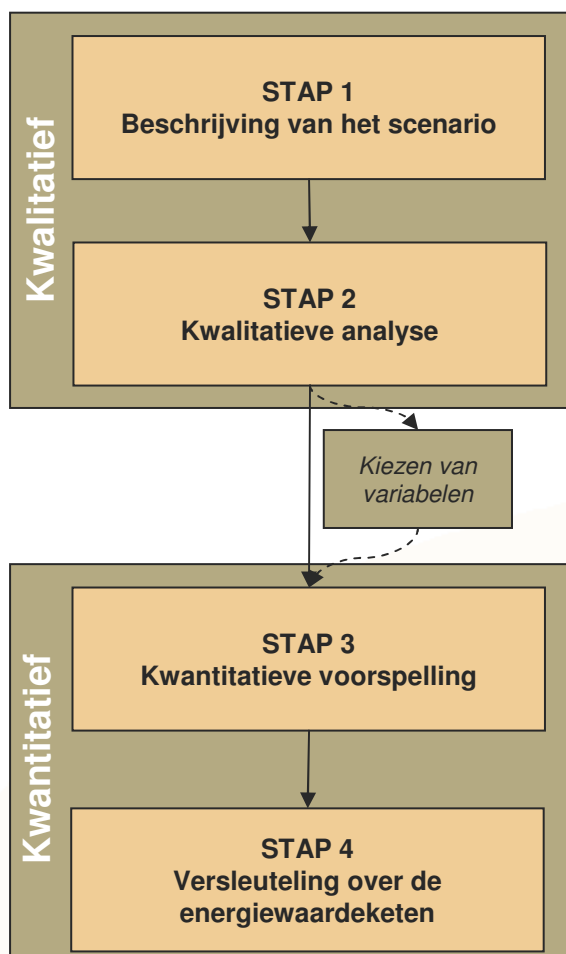 Kwalitatief
STAP 1
Beschrijving van het scenario
STAP 2
Kwalitatieve analyse
Kiezen van
variabelen
Kwantitatief
STAP 3
Kwantitatieve voorspelling
STAP 4
Versleuteling over de
energiewaardeketen